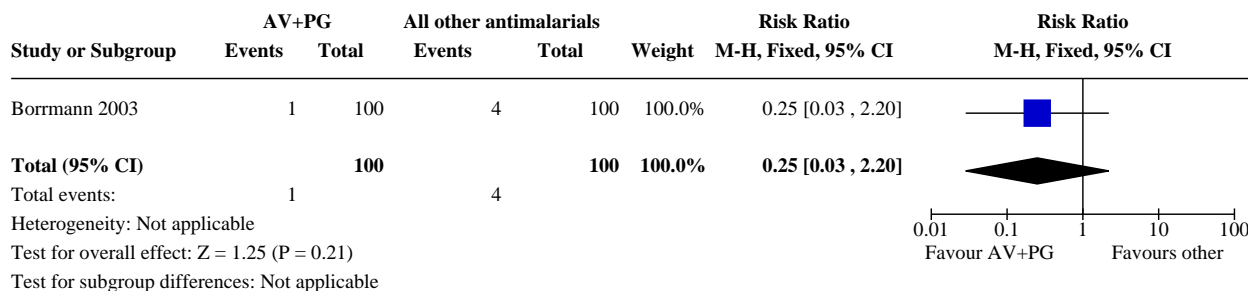 AV+PG All other antimalarials Risk Ratio Risk Ratio
Study or Subgroup Events Total Events Total Weight M-H, Fixed, 95% CI M-H, Fixed, 95% CI
Borrmann 2003 1 100 4 100 100.0% 0.25 [0.03 , 2.20]
Total (95% CI) 100 100 100.0% 0.25 [0.03 , 2.20]
Total events: 1 4
Heterogeneity: Not applicable
0.01 0.1 1 10 100
Test for overall effect: Z = 1.25 (P = 0.21)
Favour AV+PG Favours other
Test for subgroup differences: Not applicable